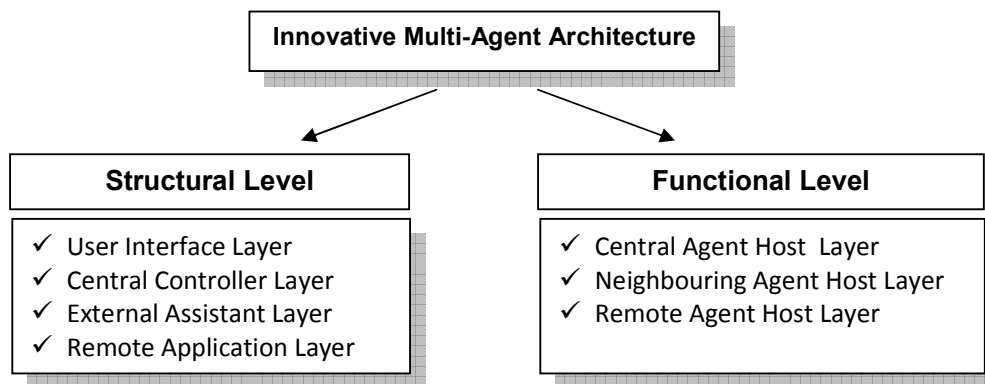 Innovative Multi-Agent Architecture
Structural Level
✓ User Interface Layer
✓ Central Controller Layer
✓ External Assistant Layer
✓ Remote Application Layer
Functional Level
✓ Central Agent Host Layer
✓ Neighbouring Agent Host Layer
✓ Remote Agent Host Layer